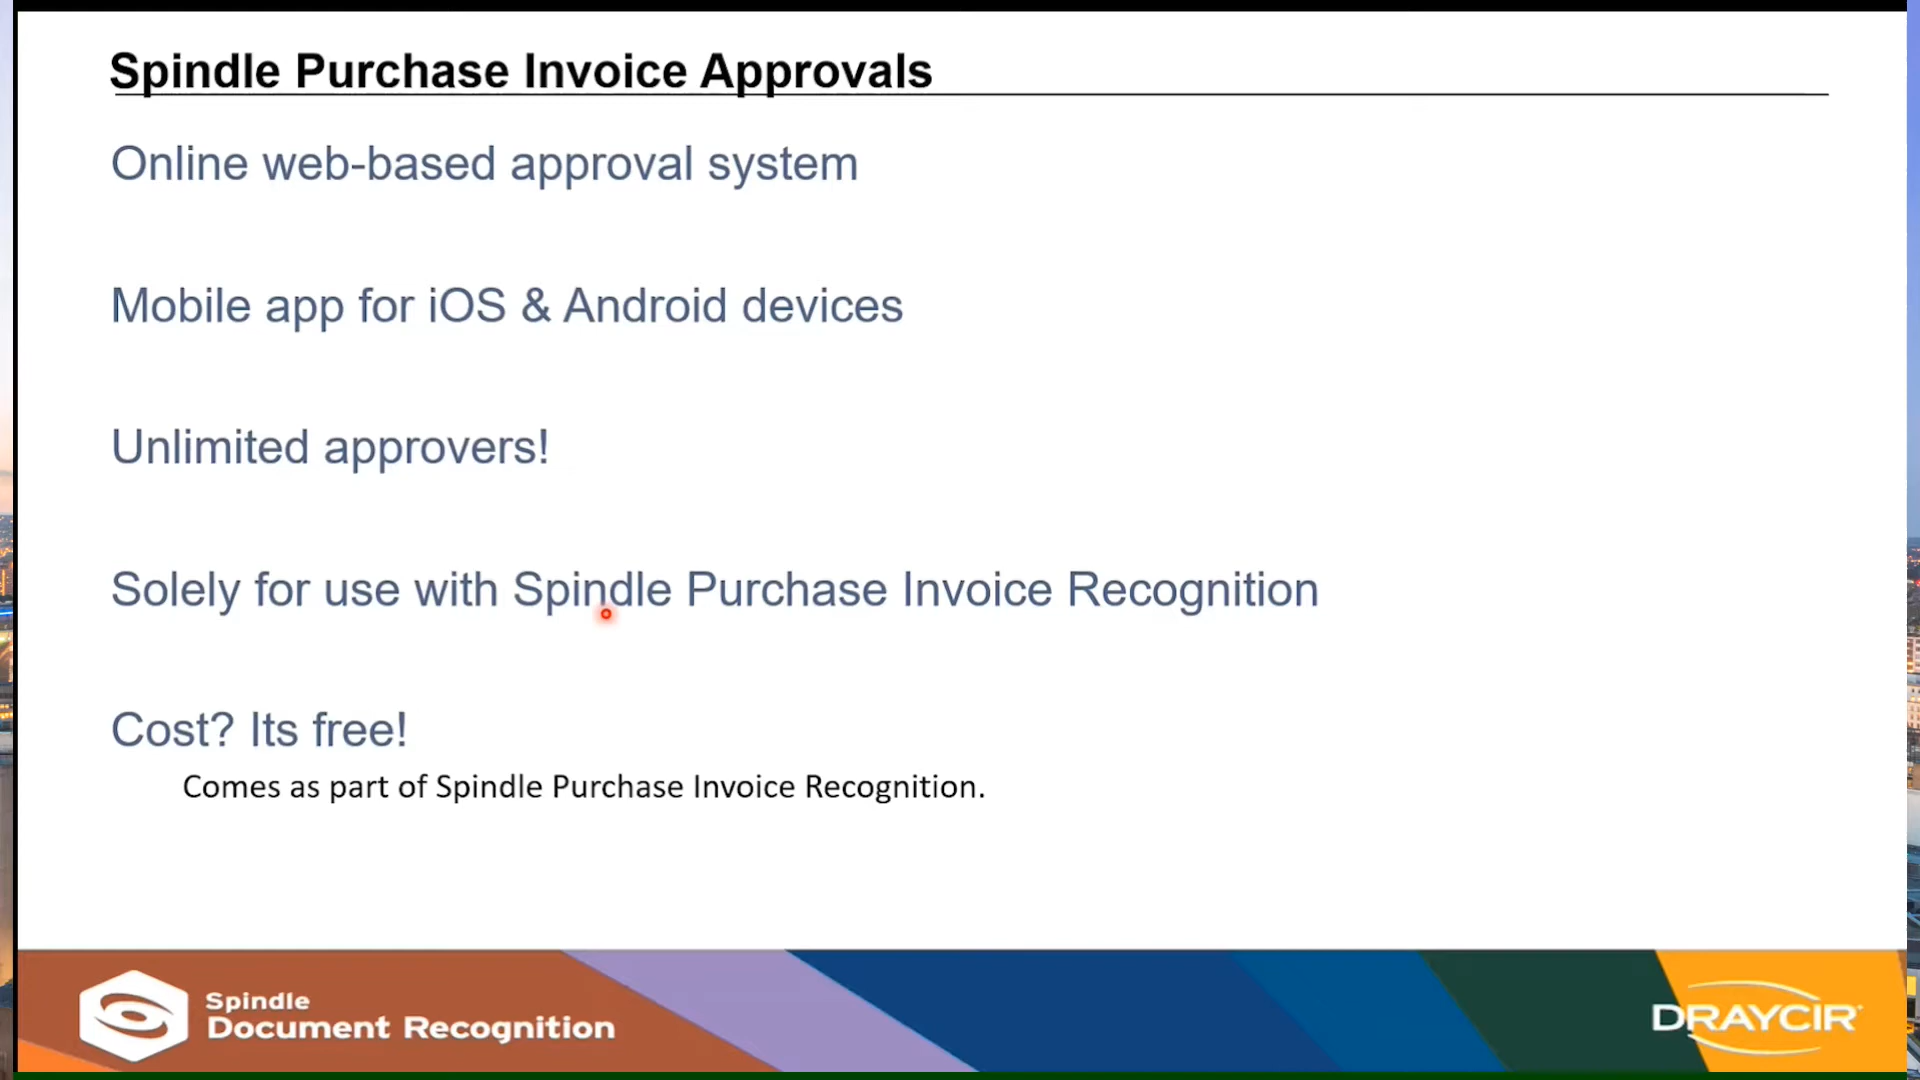 Spindle Purchase Invoice Approvals
Online web-based approval system
Mobile app for iOS & Android devices
Unlimited approvers!
Solely for use with Spindle Purchase Invoice Recognition
Cost? Its free!
Comes as part of Spindle Purchase Invoice Recognition.
Spindle
Document Recognition
DRAYCIR